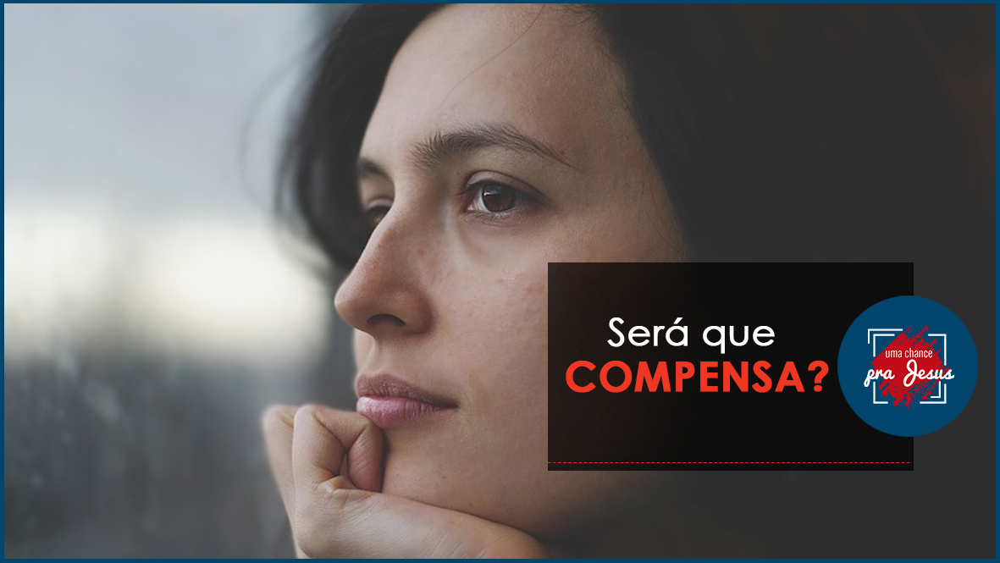 Será que
COMPENSA?
uma chance
pra Jesus